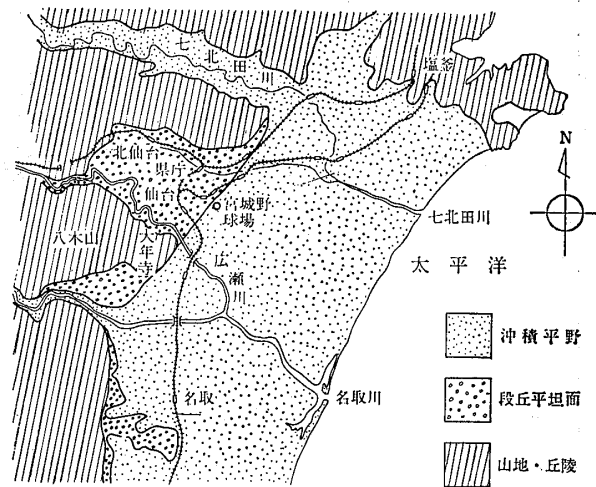 七北田川
塩釜
北仙台
県庁
仙台
宮城野
球場
八木山
大年寺
広瀬川
七北田川
太平洋
名取
名取川
N
沖積平野
段丘平坦面
山地・丘陵